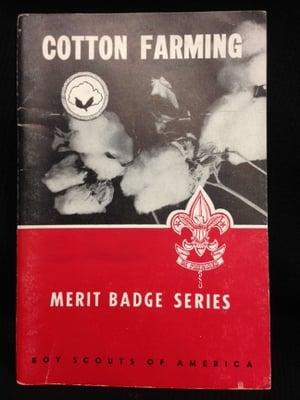 COTTON FARMING
MERIT BADGE SERIES
BOY SCOUTS OF AMERICA